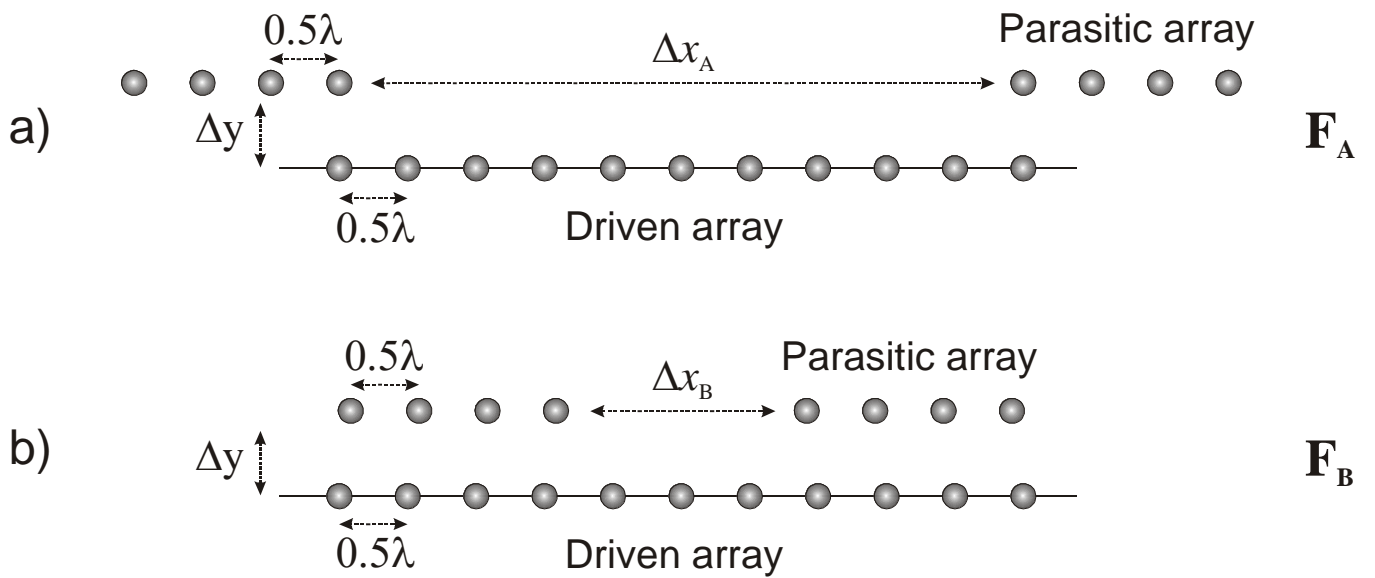 0.5λ
Δx_A
Parasitic array
a)
Δy
F_A
0.5λ
Driven array
0.5λ
Δx_B
Parasitic array
b)
Δy
F_B
0.5λ
Driven array